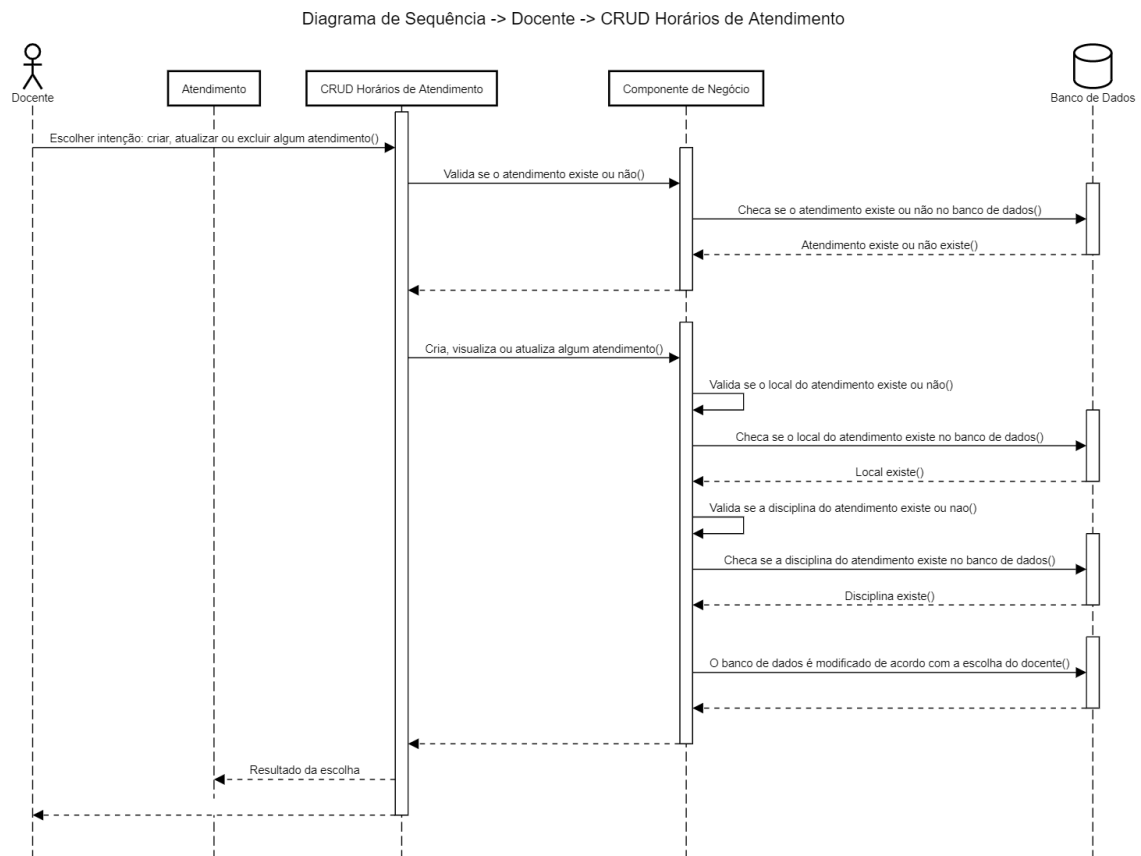 Diagrama de Sequência -> Docente -> CRUD Horários de Atendimento
Docente
Atendimento
CRUD Horários de Atendimento
Componente de Negócio
Banco de Dados
Escolher intenção: criar, atualizar ou excluir algum atendimento()
Valida se o atendimento existe ou não()
Checa se o atendimento existe ou não no banco de dados()
Atendimento existe ou não existe()
Cria, visualiza ou atualiza algum atendimento()
Valida se o local do atendimento existe ou não()
Checa se o local do atendimento existe no banco de dados()
Local existe()
Valida se a disciplina do atendimento existe ou nao()
Checa se a disciplina do atendimento existe no banco de dados()
Disciplina existe()
O banco de dados é modificado de acordo com a escolha do docente()
Resultado da escolha